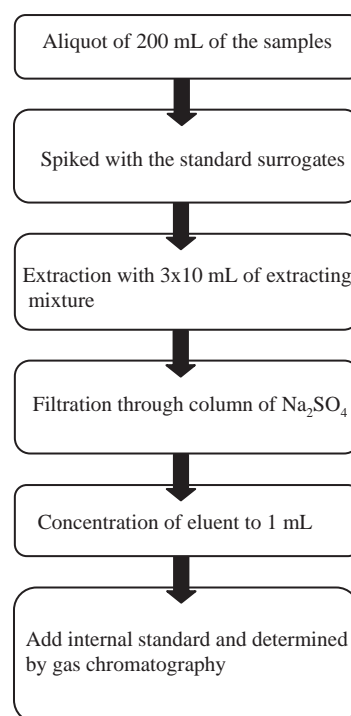 Aliquot of 200 mL of the samples
Spiked with the standard surrogates
Extraction with 3x10 mL of extracting
mixture
Filtration through column of Na₂SO₄
Concentration of eluent to 1 mL
Add internal standard and determined
by gas chromatography